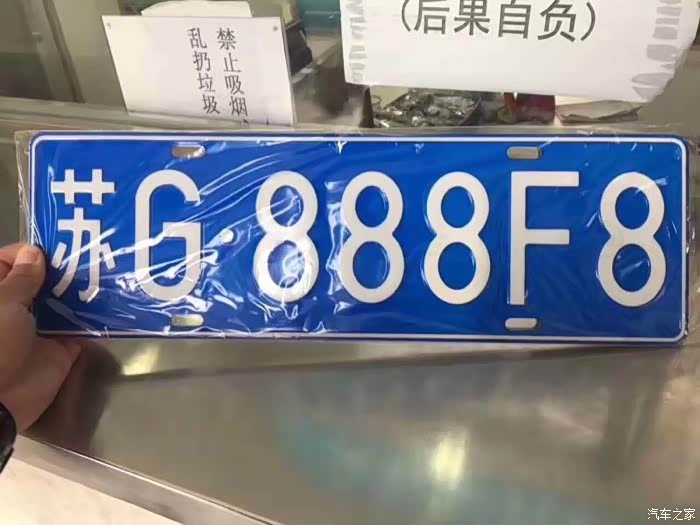 (后果自负)
禁止吸烟
乱扔垃圾
苏G·888F8
汽车之家